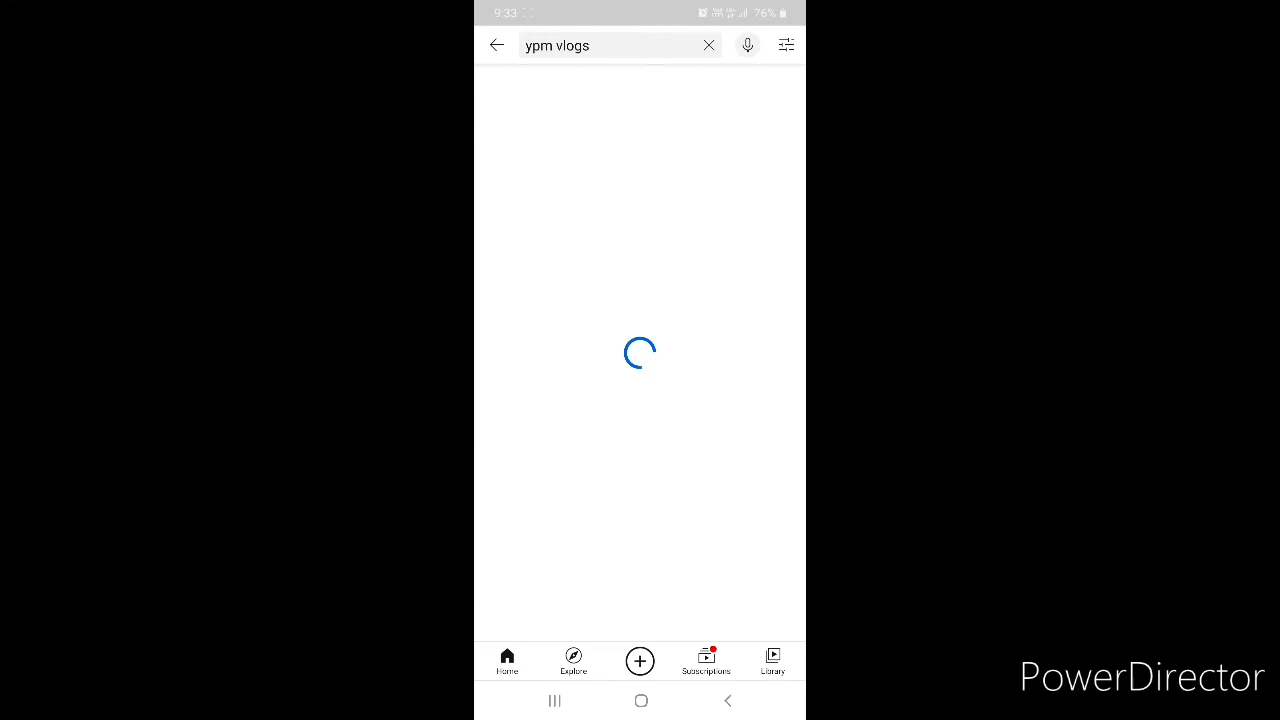 9:33
76%
ypm vlogs
Home
Explore
Subscriptions
Library
PowerDirector